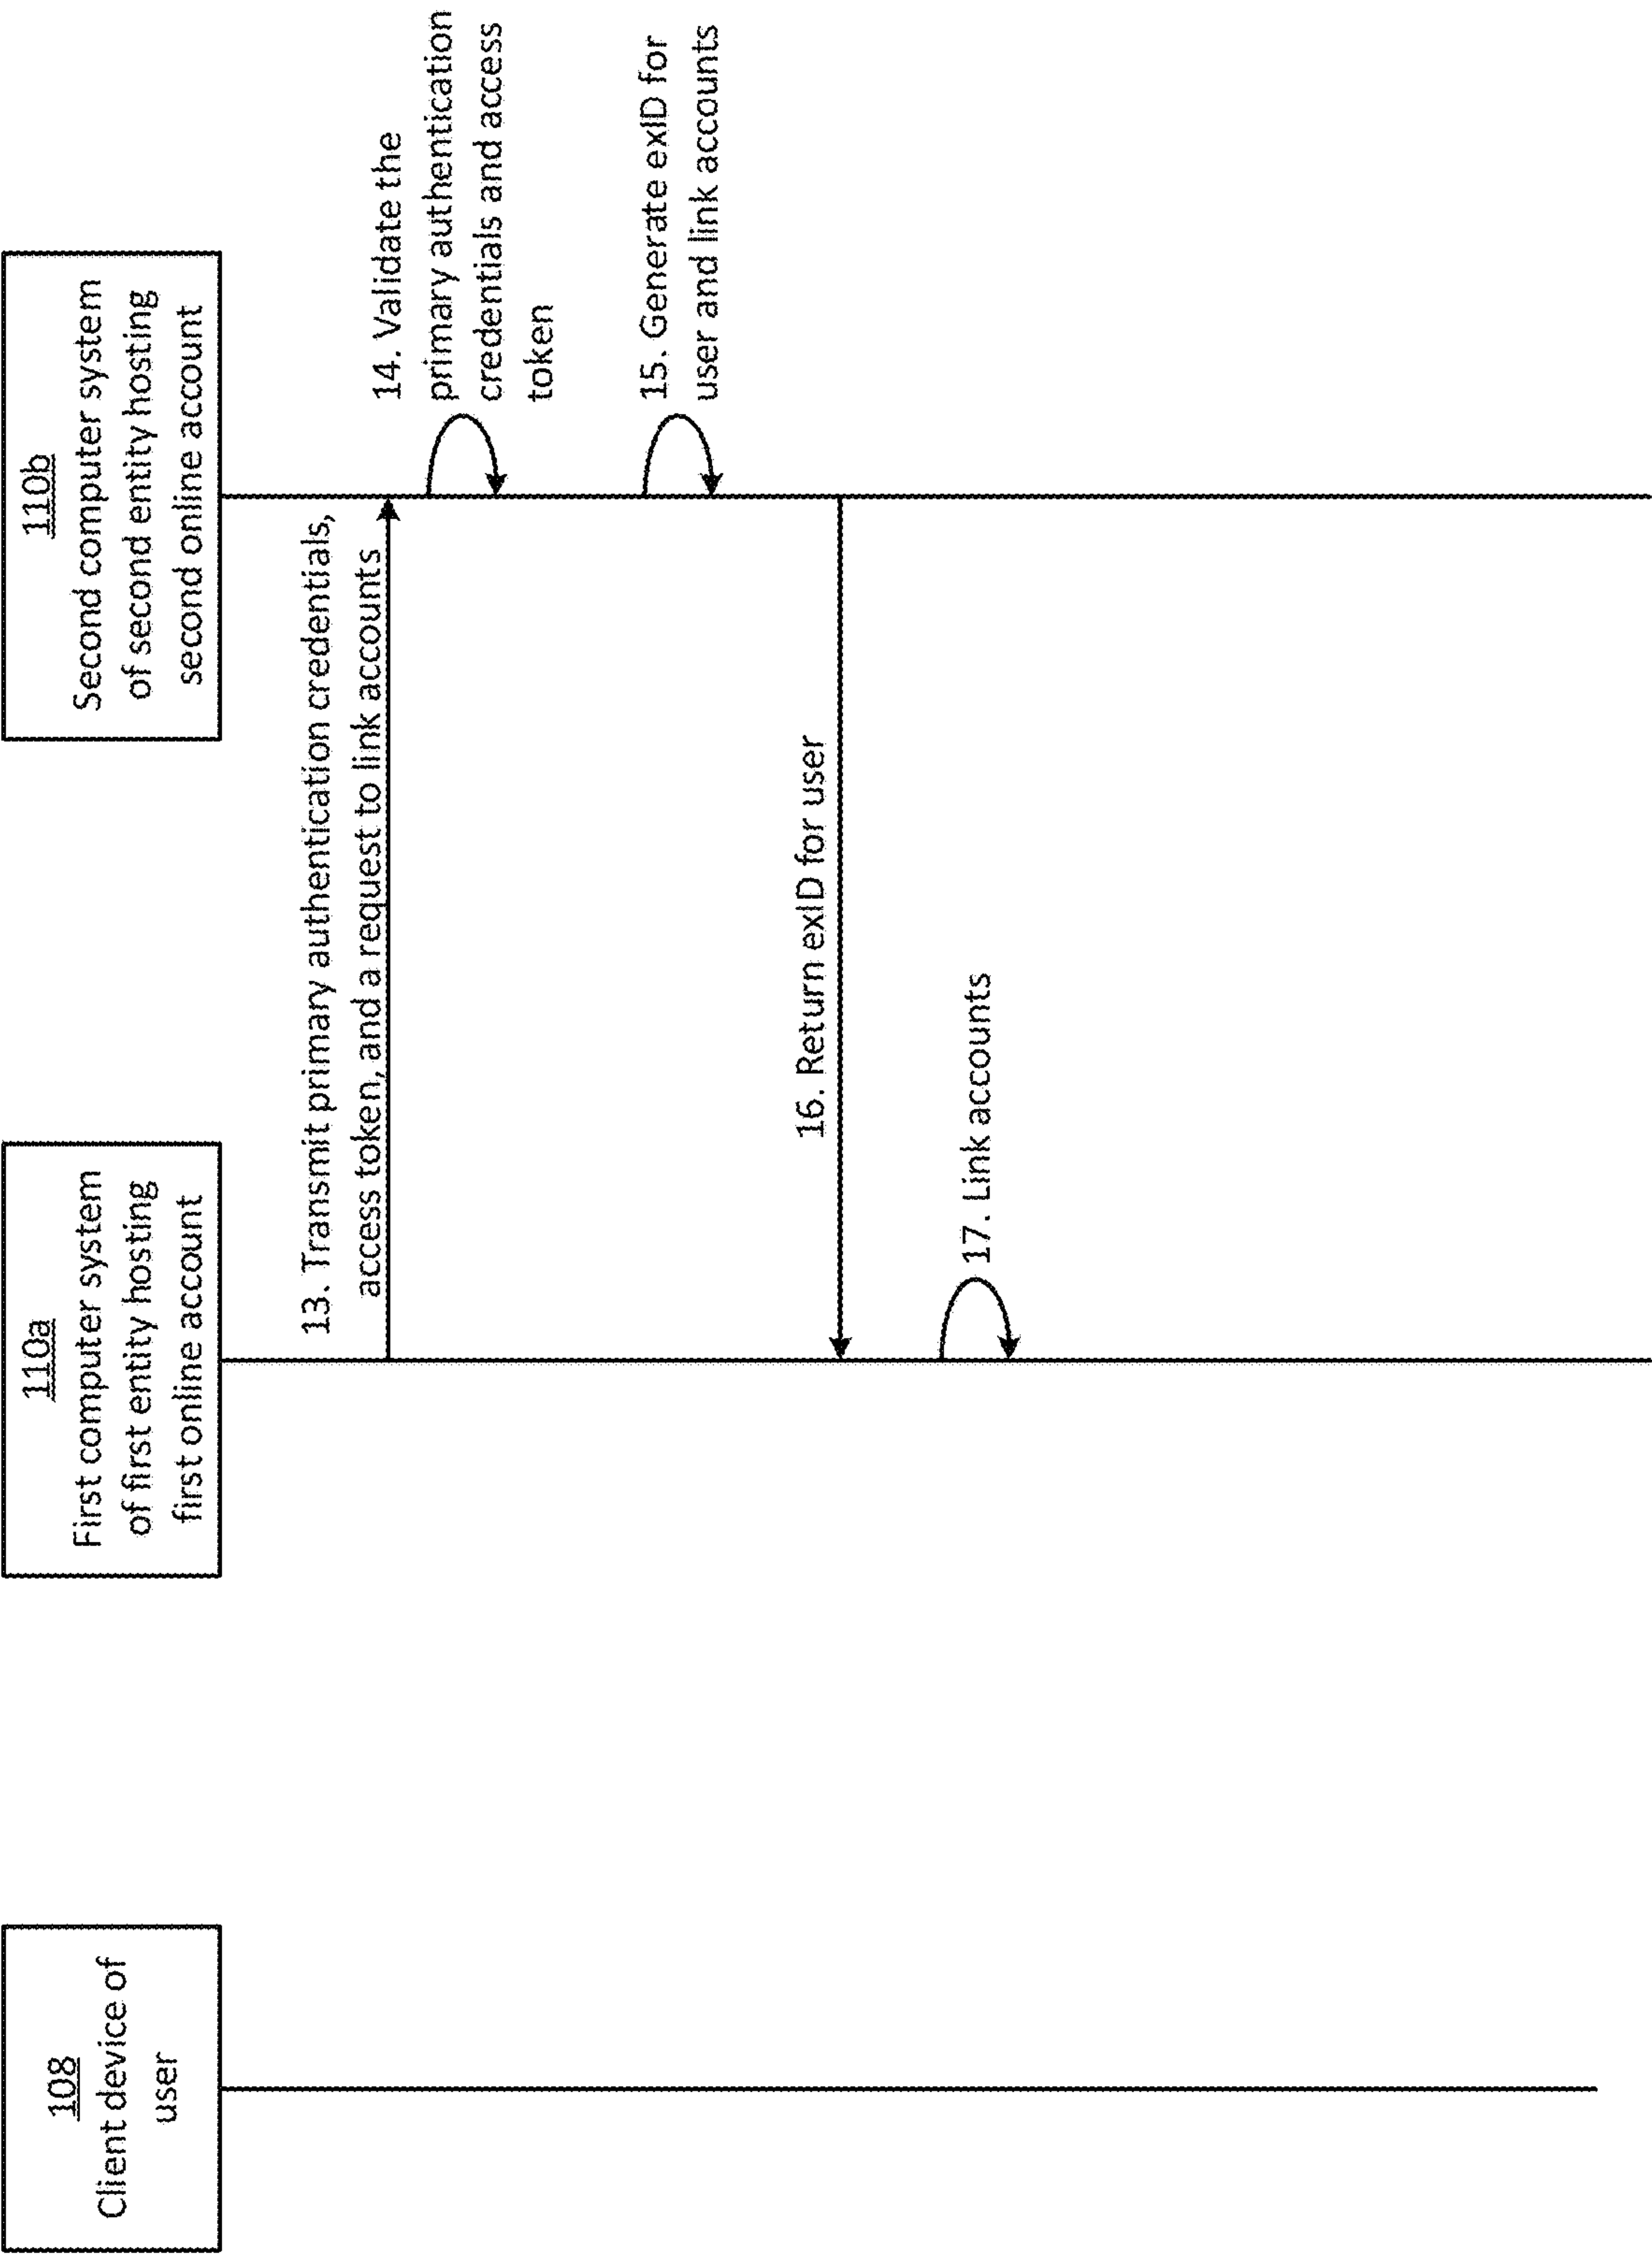 108
Client device of
user
110a
First computer system
of first entity hosting
first online account
110b
Second computer system
of second entity hosting
second online account
13. Transmit primary authentication credentials,
access token, and a request to link accounts
14. Validate the
primary authentication
credentials and access
token
15. Generate exID for
user and link accounts
16. Return exID for user
17. Link accounts